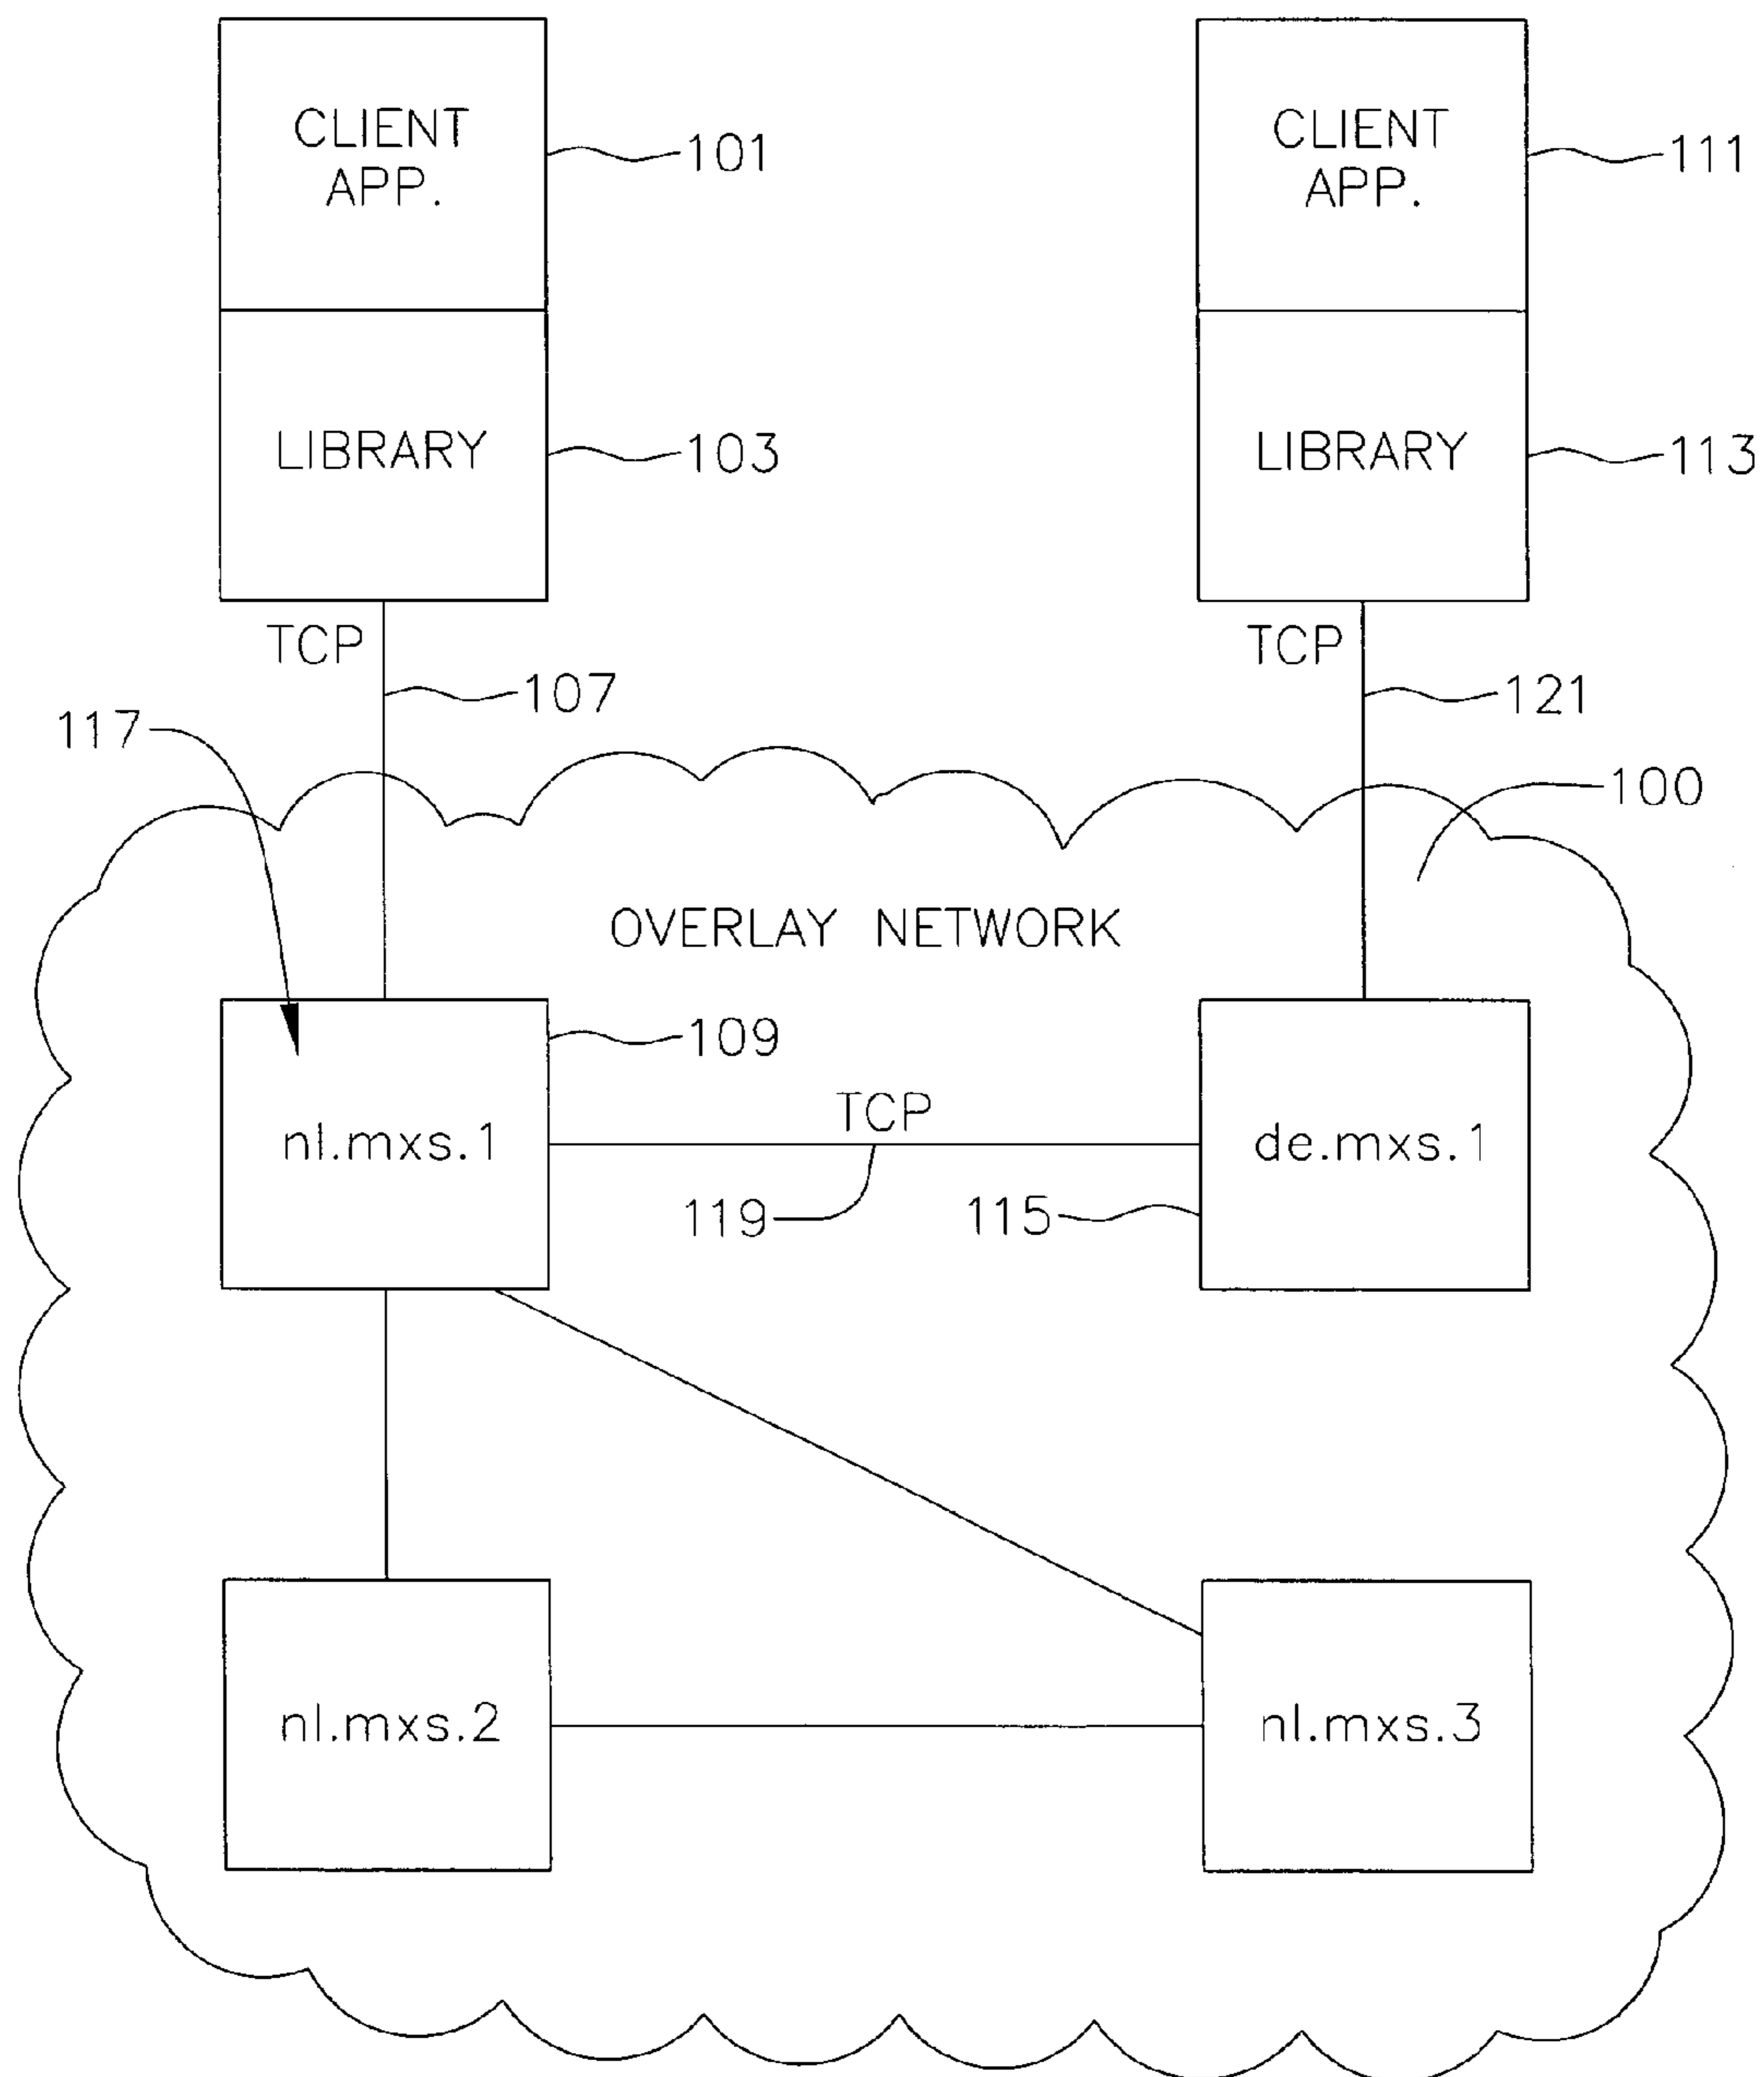 CLIENT
APP.
101
CLIENT
APP.
111
LIBRARY
103
LIBRARY
113
TCP
TCP
107
121
117
100
OVERLAY NETWORK
109
TCP
nl.mxs.1
de.mxs.1
119
115
nl.mxs.2
nl.mxs.3